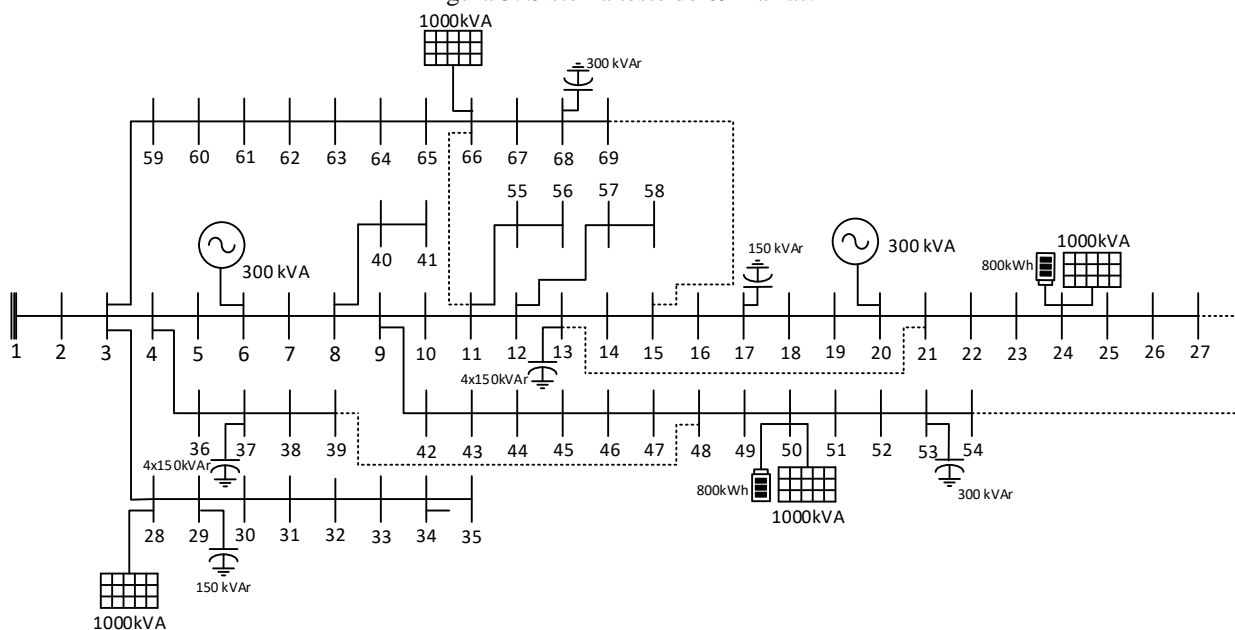 1000kVA
300 kVAr
59 60 61 62 63 64 65 66 67 68 69
55 56 57 58
40 41
300 kVA
150 kVAr
300 kVA
800kWh
1000kVA
1 2 3 4 5 6 7 8 9 10 11 12 13 14 15 16 17 18 19 20 21 22 23 24 25 26 27
4x150kVAr
36 37 38 39
42 43 44 45 46 47 48 49 50 51 52 53 54
4x150kVAr
800kWh
1000kVA
300 kVAr
28 29 30 31 32 33 34 35
150 kVAr
1000kVA